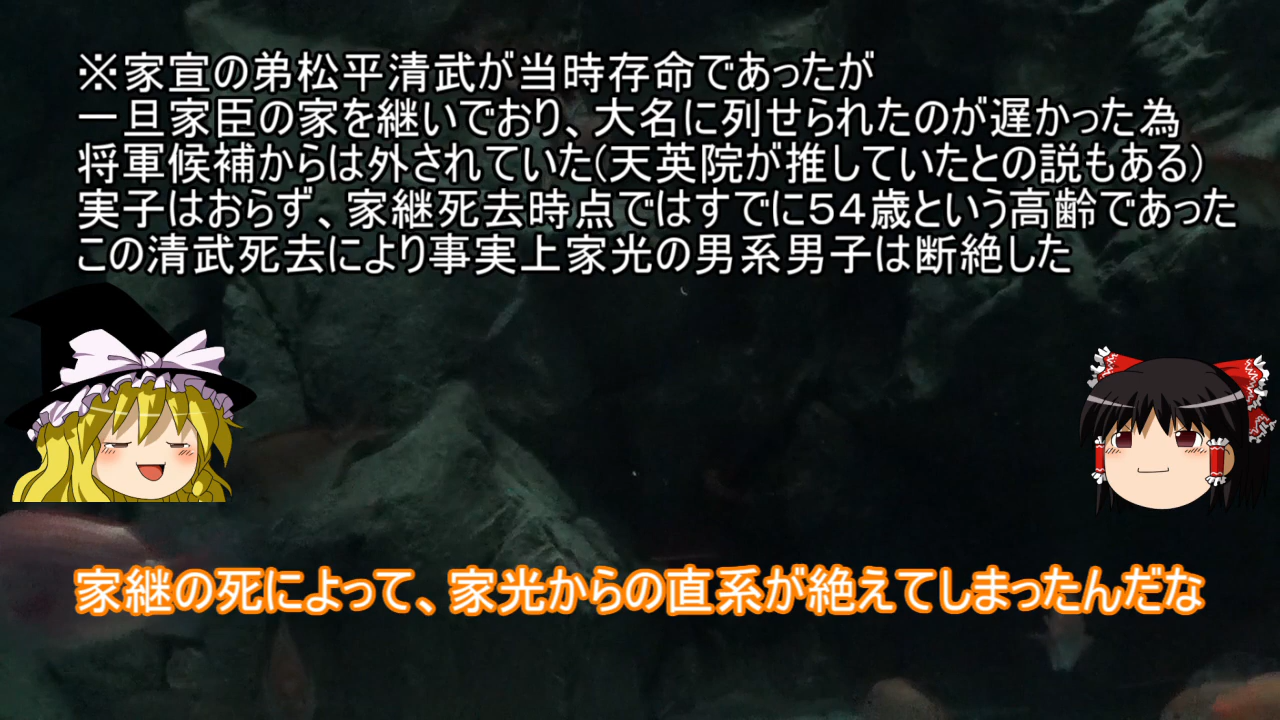 ※家宣の弟松平清武が当時存命であったが
一旦家臣の家を継いでおり、大名に列せられたのが遅かった為
将軍候補からは外されていた(天英院が推していたとの説もある)
実子はおらず、家継死去時点ではすでに54歳という高齢であった
この清武死去により事実上家光の男系男子は断絶した
家継の死によって、家光からの直系が絶えてしまったんだな